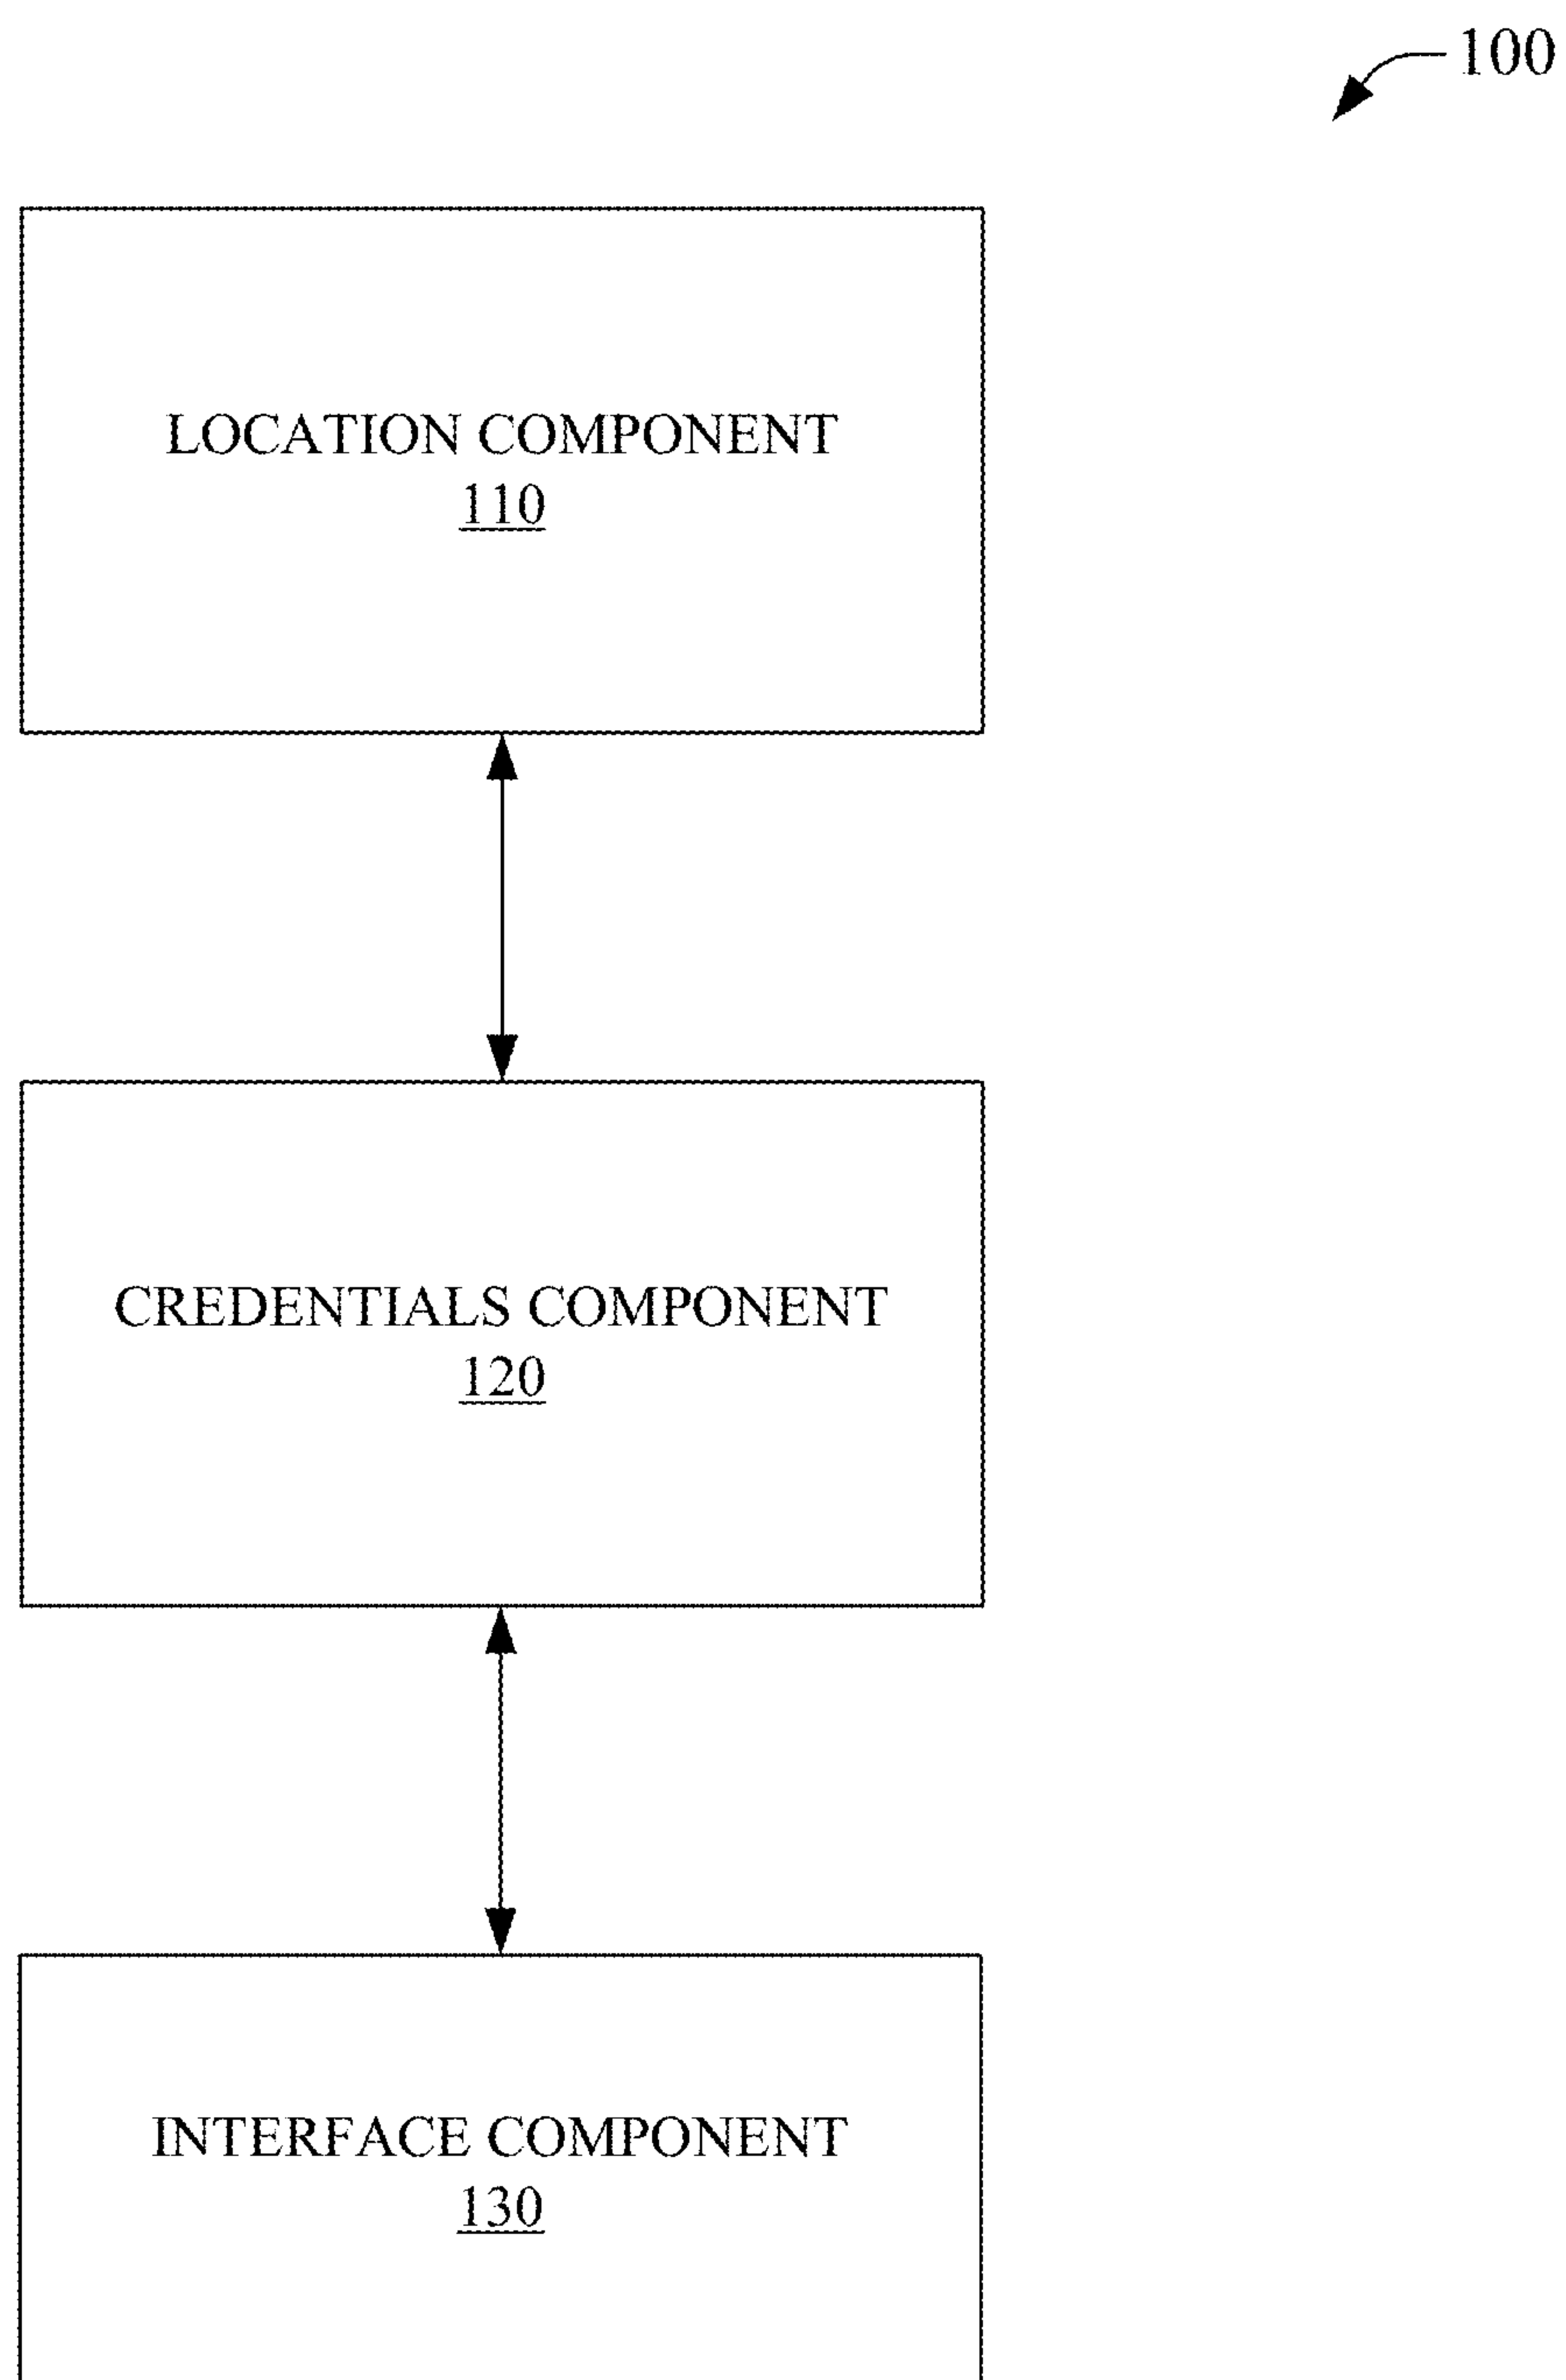 100
LOCATION COMPONENT
110
CREDENTIALS COMPONENT
120
INTERFACE COMPONENT
130